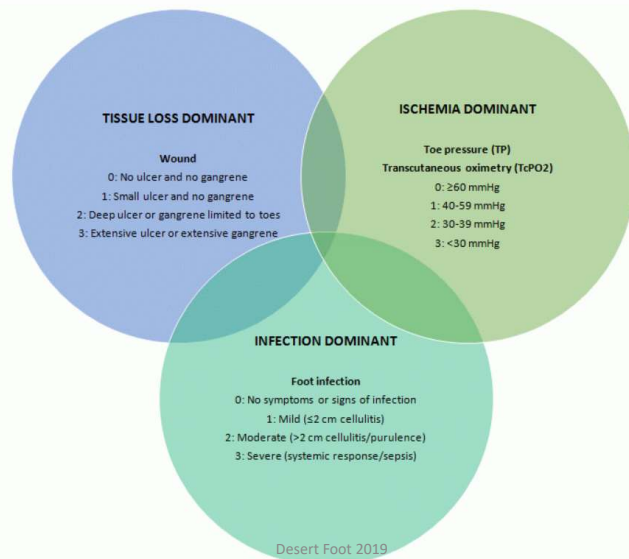 TISSUE LOSS DOMINANT
Wound
0: No ulcer and no gangrene
1: Small ulcer and no gangrene
2: Deep ulcer or gangrene limited to toes
3: Extensive ulcer or extensive gangrene
ISCHEMIA DOMINANT
Toe pressure (TP)
Transcutaneous oximetry (TcPO2)
0: ≥60 mmHg
1: 40-59 mmHg
2: 30-39 mmHg
3: <30 mmHg
INFECTION DOMINANT
Foot infection
0: No symptoms or signs of infection
1: Mild (≤2 cm cellulitis)
2: Moderate (>2 cm cellulitis/purulence)
3: Severe (systemic response/sepsis)
Desert Foot 2019